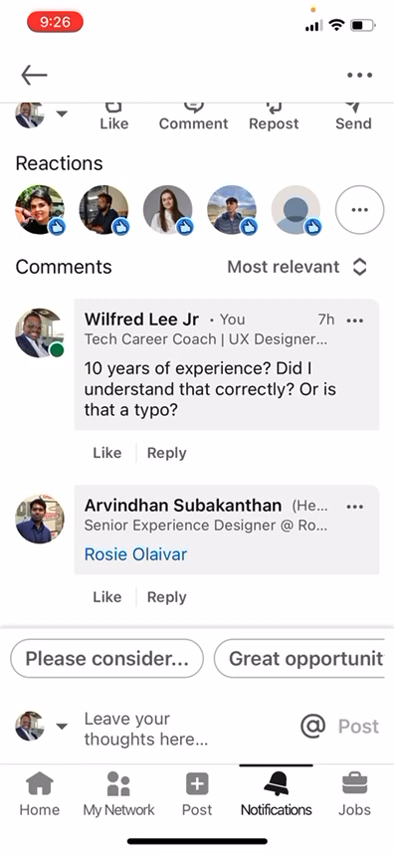 9:26
Like Comment Repost Send
Reactions
Comments Most relevant
Wilfred Lee Jr • You 7h
Tech Career Coach | UX Designer...
10 years of experience? Did I
understand that correctly? Or is
that a typo?
Like Reply
Arvindhan Subakanthan (He...
Senior Experience Designer @ Ro...
Rosie Olaivar
Like Reply
Please consider... Great opportunit
Leave your
thoughts here...
@ Post
Home My Network Post Notifications Jobs